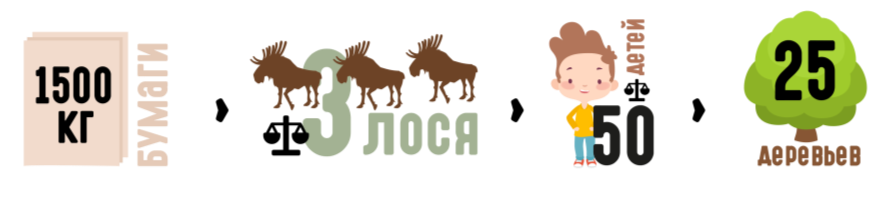 1500
КГ
БУМАГИ
3 ЛОСЯ
50
детей
25
деревьев